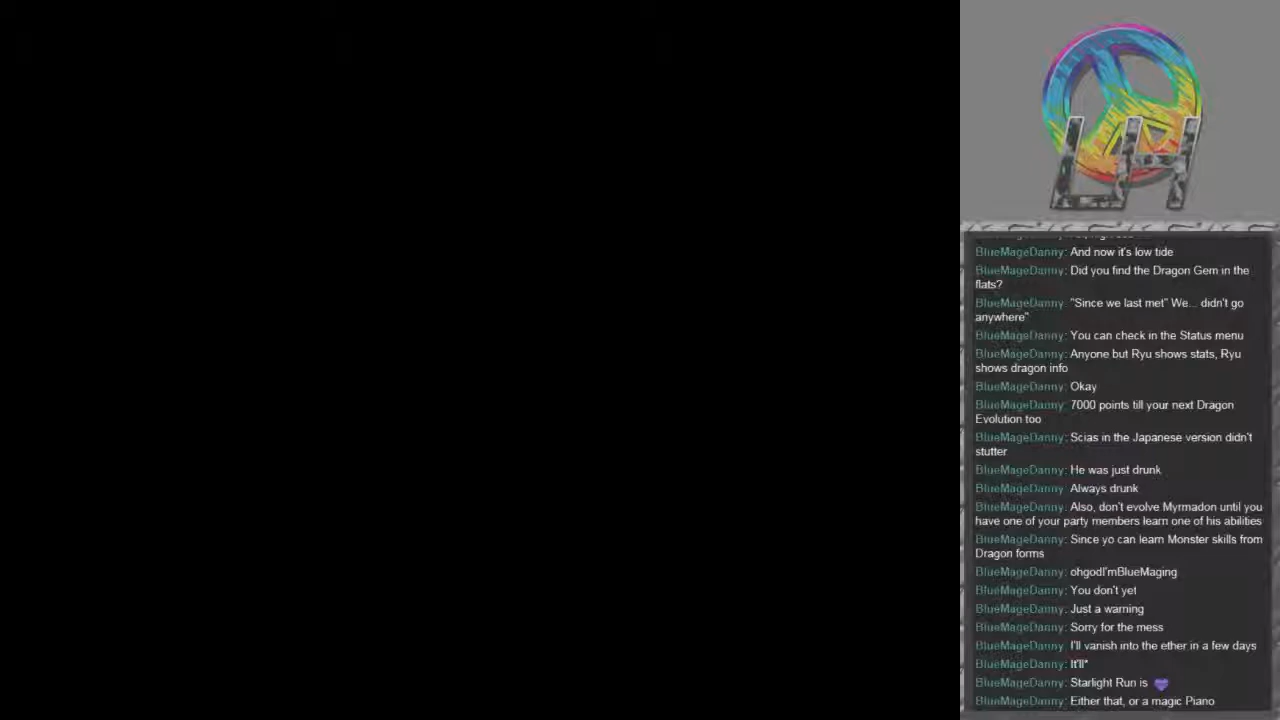 LH
BlueMageDanny: And now it's low tide
BlueMageDanny: Did you find the Dragon Gem in the
flats?
BlueMageDanny: "Since we last met" We... didn't go
anywhere"
BlueMageDanny: You can check in the Status menu
BlueMageDanny: Anyone but Ryu shows stats, Ryu
shows dragon info
BlueMageDanny: Okay
BlueMageDanny: 7000 points till your next Dragon
Evolution too
BlueMageDanny: Scias in the Japanese version didn't
stutter
BlueMageDanny: He was just drunk
BlueMageDanny: Always drunk
BlueMageDanny: Also, don't evolve Myrmadon until you
have one of your party members learn one of his abilities
BlueMageDanny: Since yo can learn Monster skills from
Dragon forms
BlueMageDanny: ohgodI'mBlueMaging
BlueMageDanny: You don't yet
BlueMageDanny: Just a warning
BlueMageDanny: Sorry for the mess
BlueMageDanny: I'll vanish into the ether in a few days
BlueMageDanny: It'll*
BlueMageDanny: Starlight Run is
BlueMageDanny: Either that, or a magic Piano